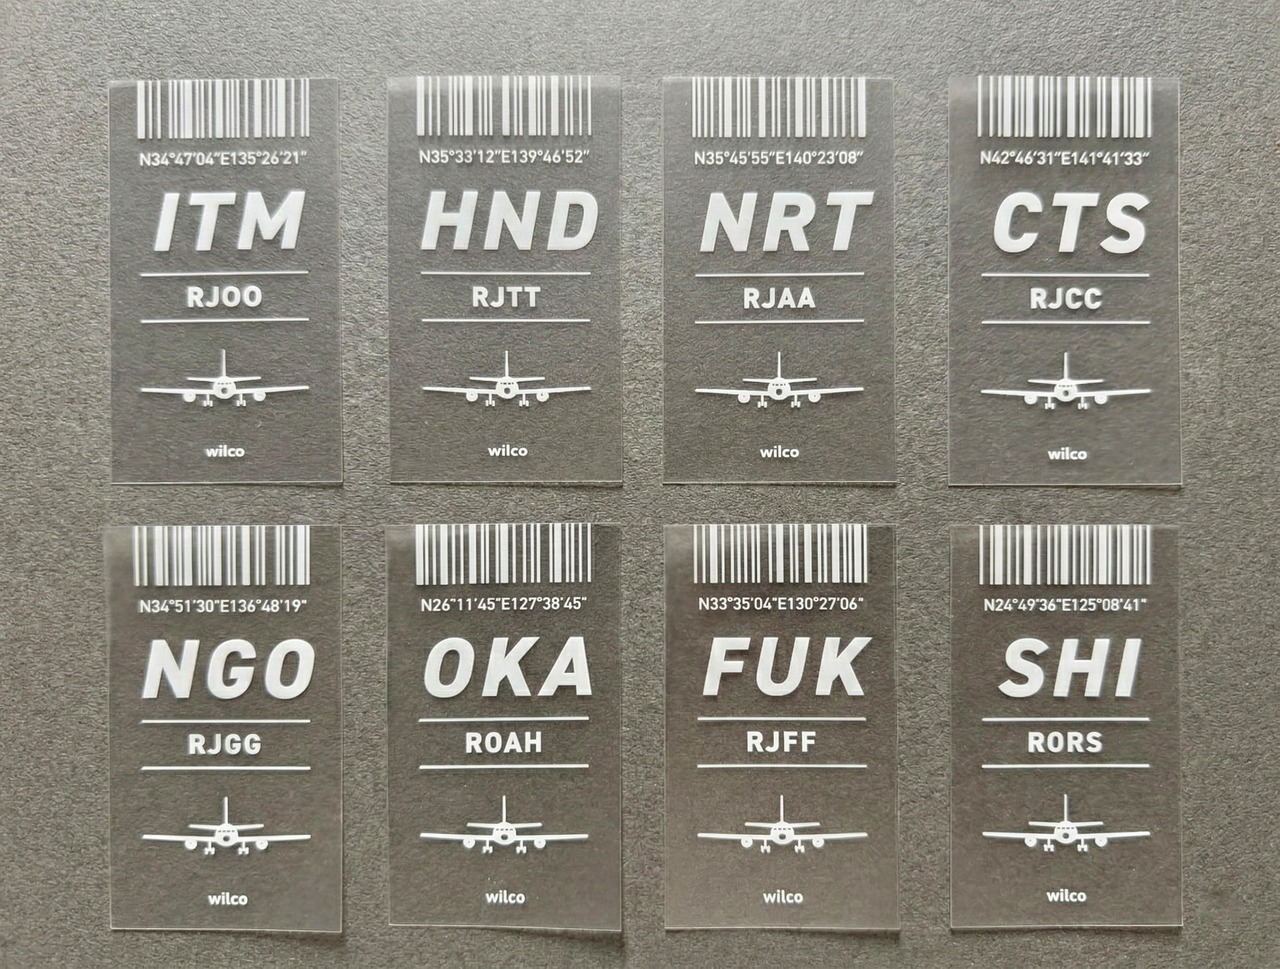 N34°47'04"E135°26'21"
ITM
RJOO
wilco
N35°33'12"E139°46'52"
HND
RJTT
wilco
N35°45'55"E140°23'08"
NRT
RJAA
wilco
N42°46'31"E141°41'33"
CTS
RJCC
wilco
N34°51'30"E136°48'19"
NGO
RJGG
wilco
N26°11'45"E127°38'45"
OKA
ROAH
wilco
N33°35'04"E130°27'06"
FUK
RJFF
wilco
N24°49'36"E125°08'41"
SHI
RORS
wilco